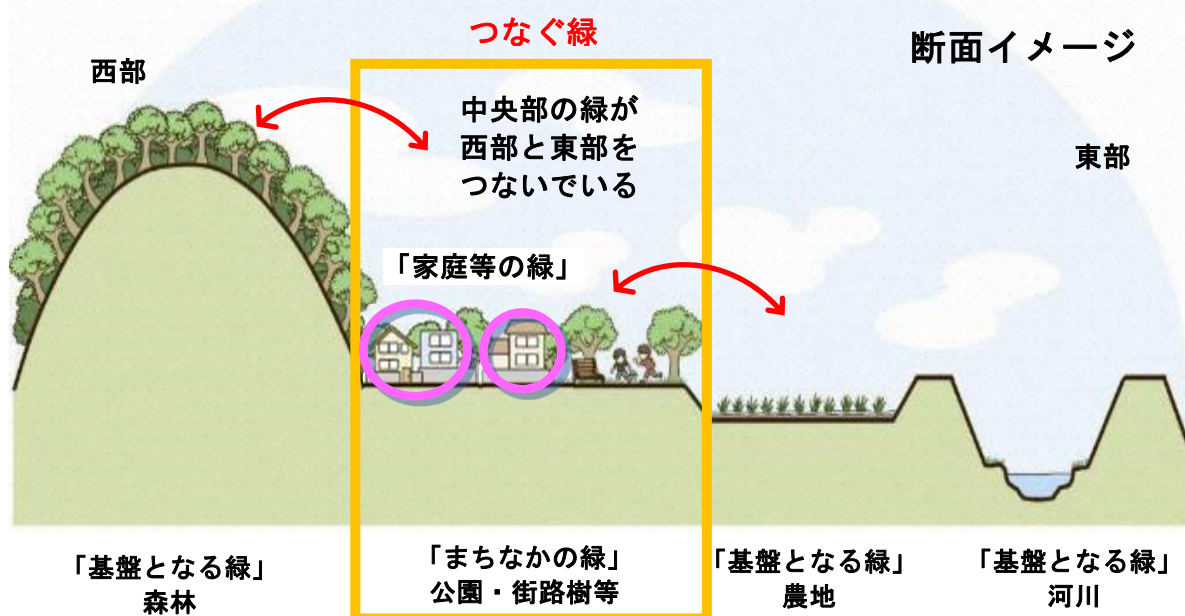 つなぐ緑
断面イメージ
西部
中央部の緑が
西部と東部を
つないでいる
東部
「家庭等の緑」
「基盤となる緑」
森林
「まちなかの緑」
公園・街路樹等
「基盤となる緑」
農地
「基盤となる緑」
河川